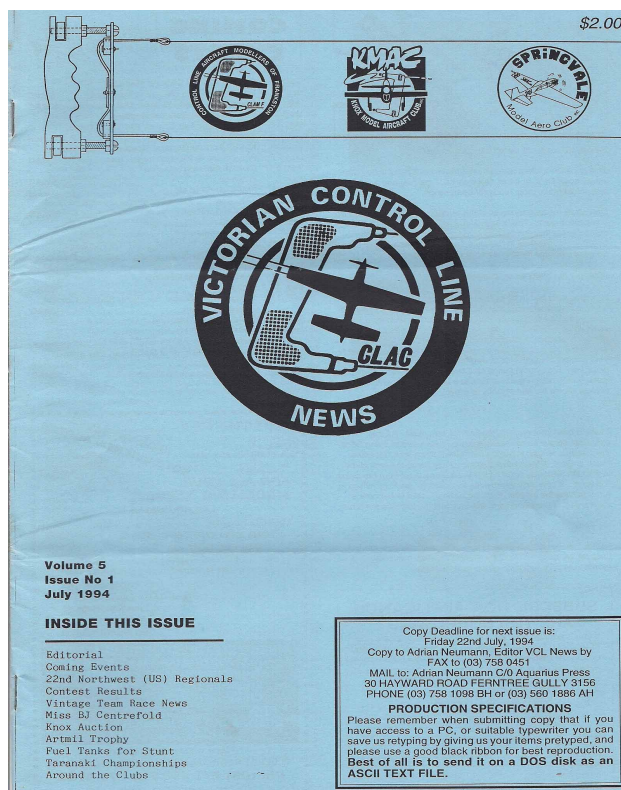 $2.00
CONTROL LINE AIRCRAFT MODELLERS OF FRANKSTON
CLAM F
KMAC
KNOX MODEL AIRCRAFT CLUB
SPRINGVALE
Model Aero Club
VICTORIAN CONTROL LINE
CLAC
NEWS
Volume 5
Issue No 1
July 1994
INSIDE THIS ISSUE
Editorial
Coming Events
22nd Northwest (US) Regionals
Contest Results
Vintage Team Race News
Miss BJ Centrefold
Knox Auction
Artmil Trophy
Fuel Tanks for Stunt
Taranaki Championships
Around the Clubs
Copy Deadline for next issue is:
Friday 22nd July, 1994
Copy to Adrian Neumann, Editor VCL News by
FAX to (03) 758 0451
MAIL to: Adrian Neumann C/0 Aquarius Press
30 HAYWARD ROAD FERNTREE GULLY 3156
PHONE (03) 758 1098 BH or (03) 560 1886 AH
PRODUCTION SPECIFICATIONS
Please remember when submitting copy that if you
have access to a PC, or suitable typewriter you can
save us retyping by giving us your items pretyped, and
please use a good black ribbon for best reproduction.
Best of all is to send it on a DOS disk as an
ASCII TEXT FILE.